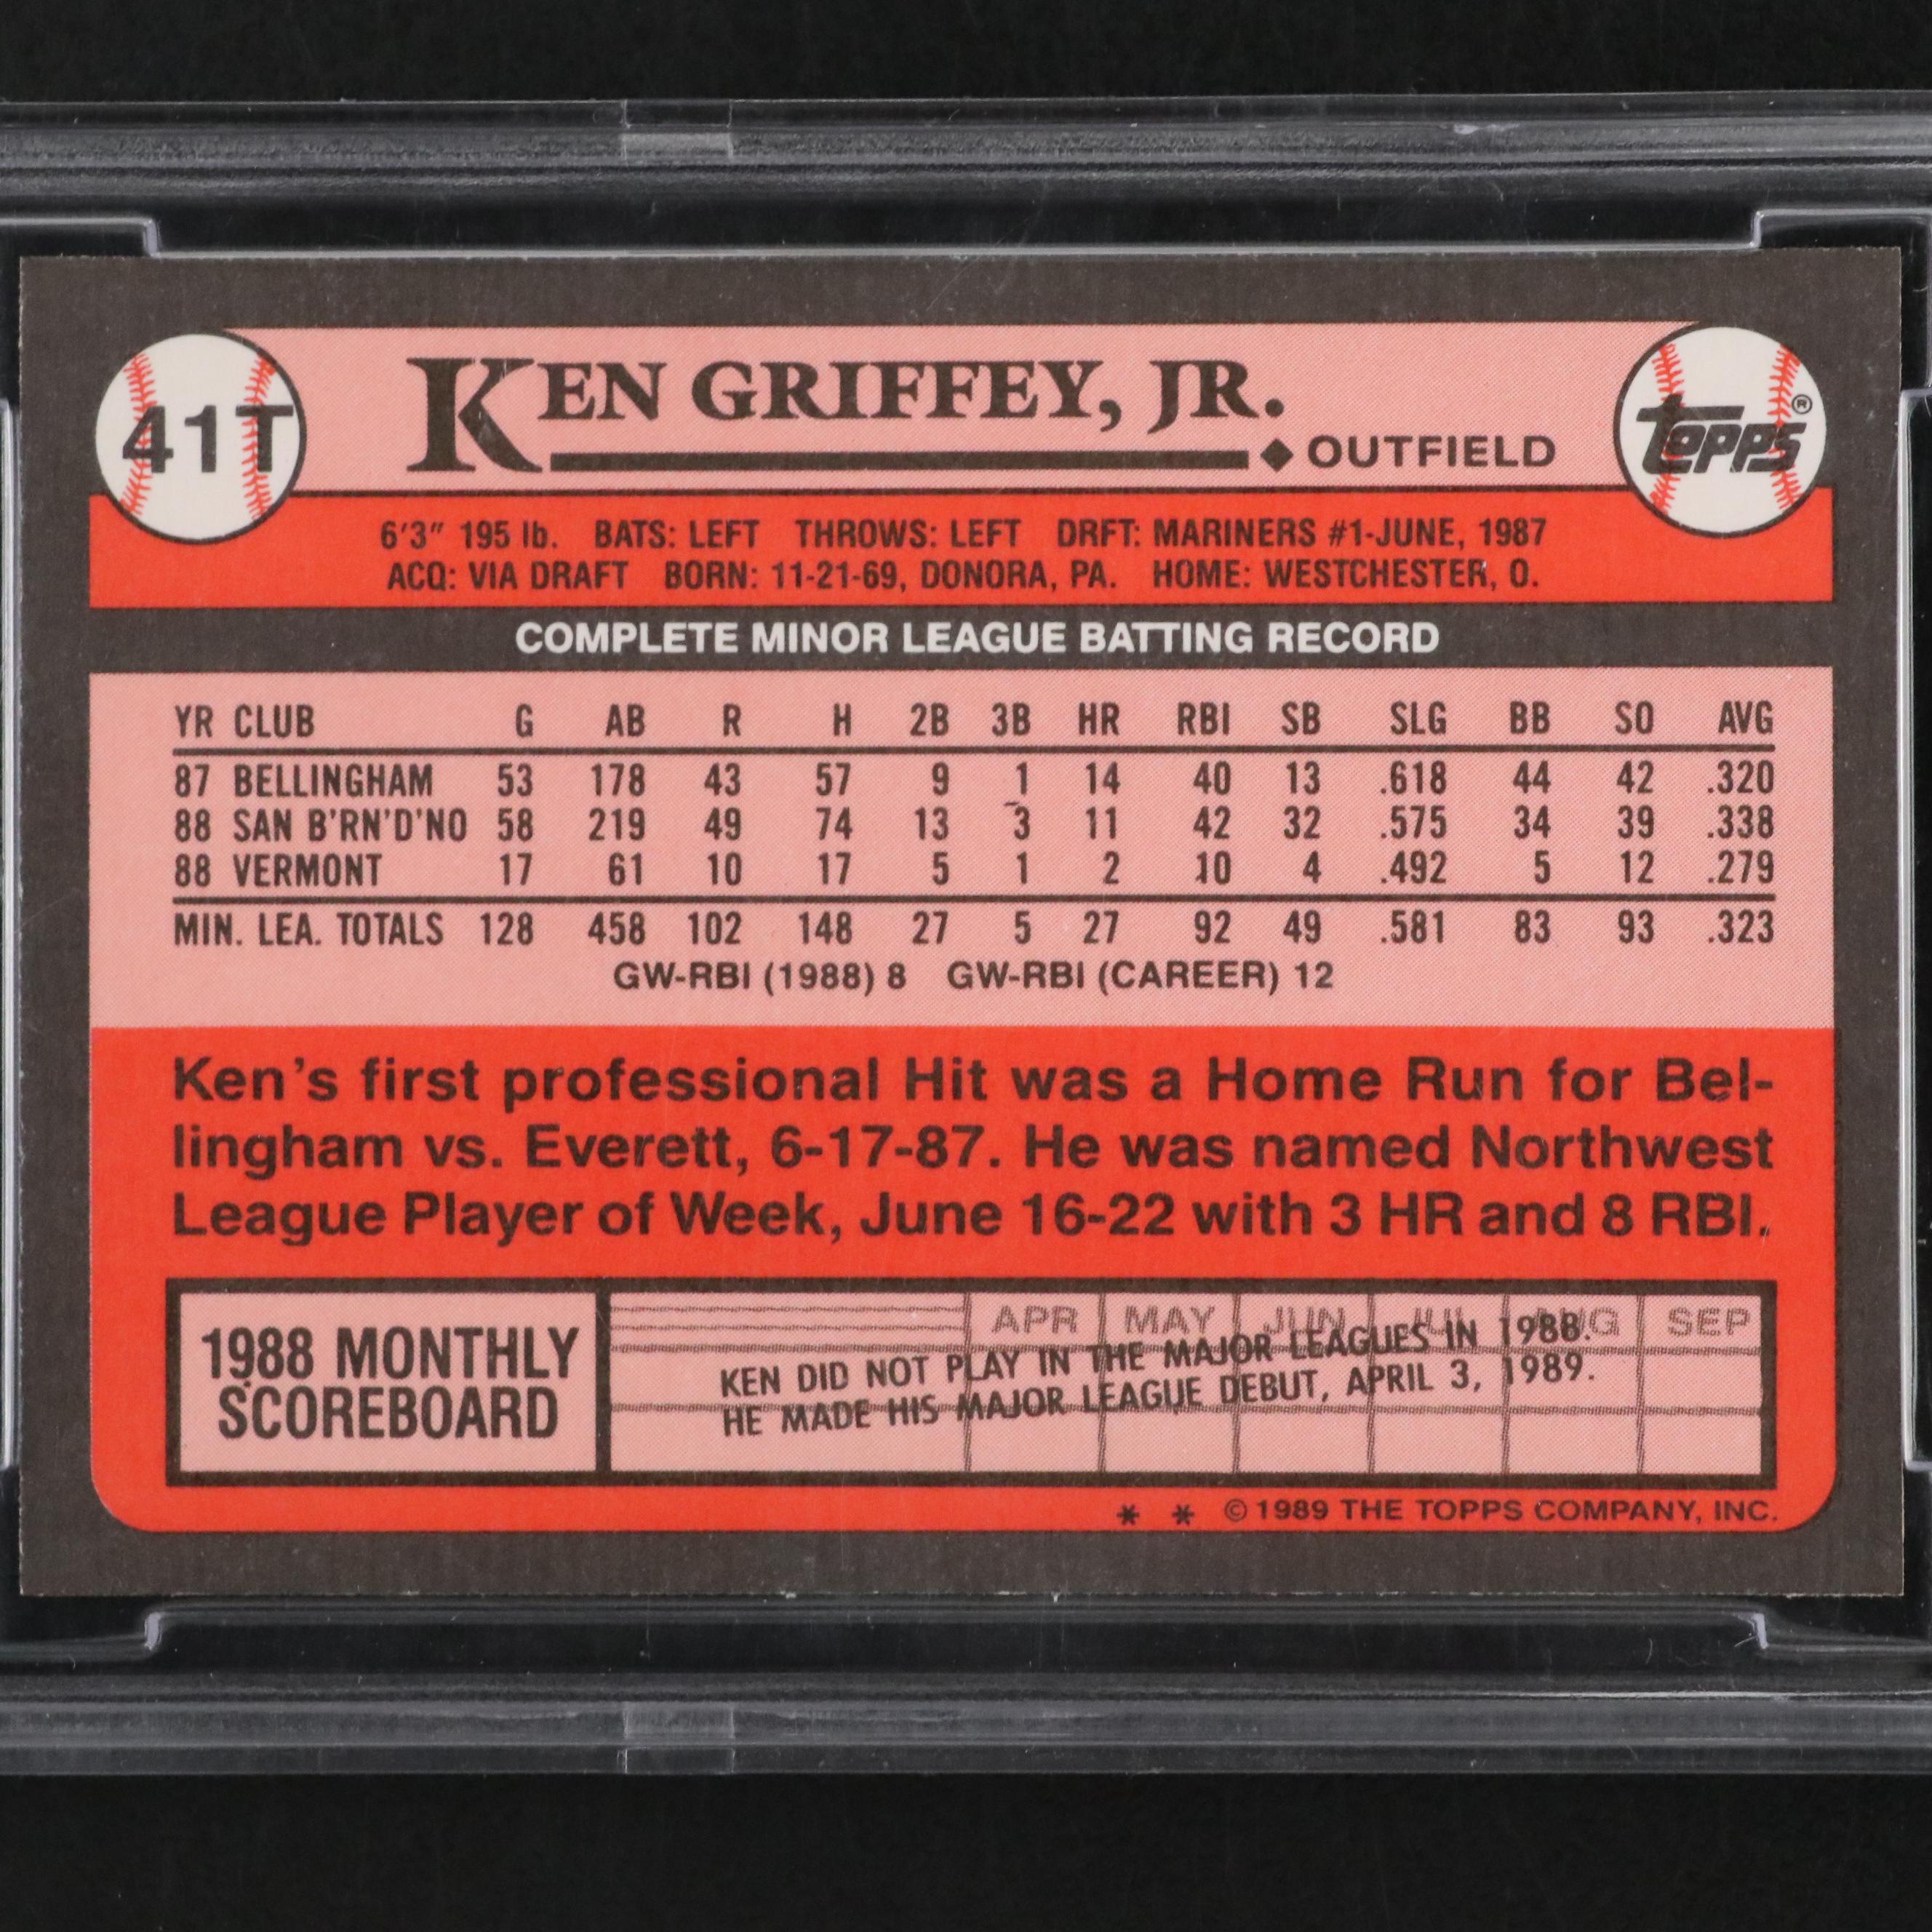 41T
KEN GRIFFEY, JR.
◆ OUTFIELD
TOPPS®
6'3" 195 lb. BATS: LEFT THROWS: LEFT DRFT: MARINERS #1-JUNE, 1987
ACQ: VIA DRAFT BORN: 11-21-69, DONORA, PA. HOME: WESTCHESTER, O.
COMPLETE MINOR LEAGUE BATTING RECORD
YR CLUB G AB R H 2B 3B HR RBI SB SLG BB SO AVG
87 BELLINGHAM 53 178 43 57 9 1 14 40 13 .618 44 42 .320
88 SAN B'RN'D'NO 58 219 49 74 13 3 11 42 32 .575 34 39 .338
88 VERMONT 17 61 10 17 5 1 2 10 4 .492 5 12 .279
MIN. LEA. TOTALS 128 458 102 148 27 5 27 92 49 .581 83 93 .323
GW-RBI (1988) 8 GW-RBI (CAREER) 12
Ken's first professional Hit was a Home Run for Bel-
lingham vs. Everett, 6-17-87. He was named Northwest
League Player of Week, June 16-22 with 3 HR and 8 RBI.
1988 MONTHLY
SCOREBOARD
APR MAY JUN JUL AUG SEP
KEN DID NOT PLAY IN THE MAJOR LEAGUES IN 1988.
HE MADE HIS MAJOR LEAGUE DEBUT, APRIL 3, 1989.
* * © 1989 THE TOPPS COMPANY, INC.